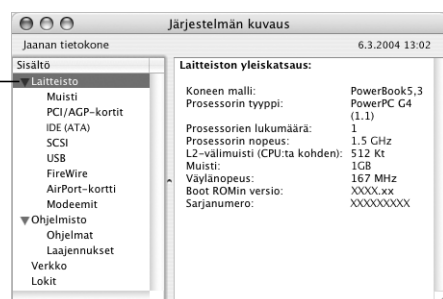 Järjestelmän kuvaus
Jaanan tietokone 6.3.2004 13:02
Sisältö
Laitteisto
Muisti
PCI/AGP-kortit
IDE (ATA)
SCSI
USB
FireWire
AirPort-kortti
Modeemit
Ohjelmisto
Ohjelmat
Laajennukset
Verkko
Lokit
Laitteiston yleiskatsaus:
Koneen malli: PowerBook5,3
Prosessorin tyyppi: PowerPC G4
(1.1)
Prosessorien lukumäärä: 1
Prosessorin nopeus: 1.5 GHz
L2-välimuisti (CPU:ta kohden): 512 Kt
Muisti: 1GB
Väylänopeus: 167 MHz
Boot ROMin versio: XXXX.xx
Sarjanumero: XXXXXXXXX